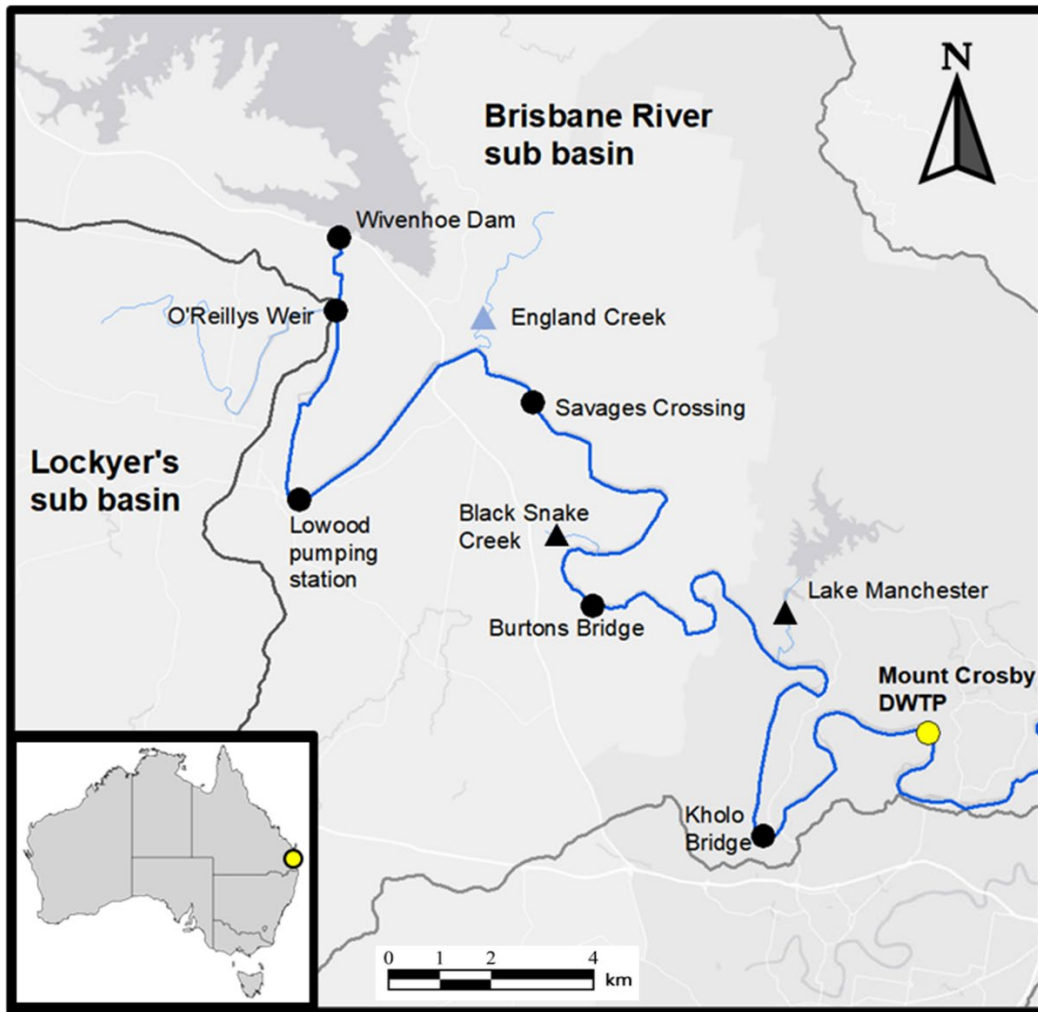 N
Brisbane River
sub basin
Wivenhoe Dam
O'Reillys Weir
England Creek
Savages Crossing
Lockyer's
sub basin
Lowood
pumping
station
Black Snake
Creek
Burtons Bridge
Lake Manchester
Mount Crosby
DWTP
Kholo
Bridge
0 1 2 4
km